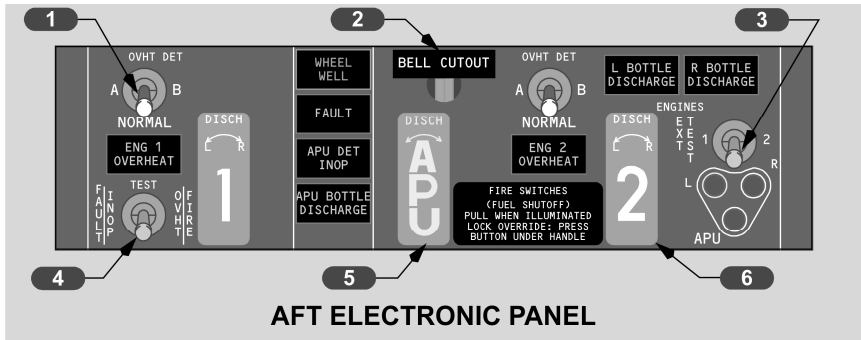 1
2
3
OVHT DET
A
B
NORMAL
ENG 1
OVERHEAT
FAULT
INOP
TEST
OVHT
FIRE
DISCH
L
R
1
WHEEL
WELL
FAULT
APU DET
INOP
APU BOTTLE
DISCHARGE
BELL CUTOUT
DISCH
APU
OVHT DET
A
B
NORMAL
ENG 2
OVERHEAT
FIRE SWITCHES
(FUEL SHUTOFF)
PULL WHEN ILLUMINATED
LOCK OVERRIDE: PRESS
BUTTON UNDER HANDLE
L BOTTLE
DISCHARGE
R BOTTLE
DISCHARGE
DISCH
L
R
2
ENGINES
EXT
TEST
1
2
L
R
APU
4
5
6
AFT ELECTRONIC PANEL